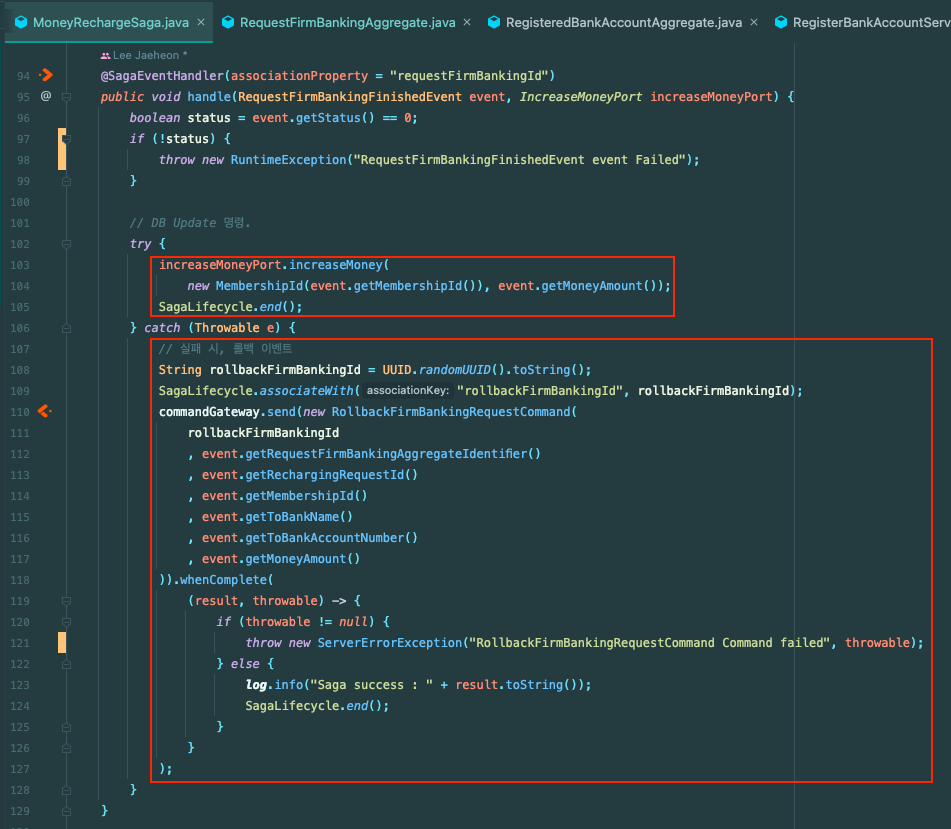 MoneyRechargeSaga.java × RequestFirmBankingAggregate.java × RegisteredBankAccountAggregate.java × RegisterBankAccountServ
Lee Jaeheon *
94 @SagaEventHandler(associationProperty = "requestFirmBankingId")
95 @ public void handle(RequestFirmBankingFinishedEvent event, IncreaseMoneyPort increaseMoneyPort) {
96 boolean status = event.getStatus() == 0;
97 if (!status) {
98 throw new RuntimeException("RequestFirmBankingFinishedEvent event Failed");
99 }
100
101 // DB Update 명령.
102 try {
103 increaseMoneyPort.increaseMoney(
104 new MembershipId(event.getMembershipId()), event.getMoneyAmount());
105 SagaLifecycle.end();
106 } catch (Throwable e) {
107 // 실패 시, 롤백 이벤트
108 String rollbackFirmBankingId = UUID.randomUUID().toString();
109 SagaLifecycle.associateWith( associationKey: "rollbackFirmBankingId", rollbackFirmBankingId);
110 commandGateway.send(new RollbackFirmBankingRequestCommand(
111 rollbackFirmBankingId
112 , event.getRequestFirmBankingAggregateIdentifier()
113 , event.getRechargingRequestId()
114 , event.getMembershipId()
115 , event.getToBankName()
116 , event.getToBankAccountNumber()
117 , event.getMoneyAmount()
118 )).whenComplete(
119 (result, throwable) -> {
120 if (throwable != null) {
121 throw new ServerErrorException("RollbackFirmBankingRequestCommand Command failed", throwable);
122 } else {
123 log.info("Saga success : " + result.toString());
124 SagaLifecycle.end();
125 }
126 }
127 );
128 }
129 }